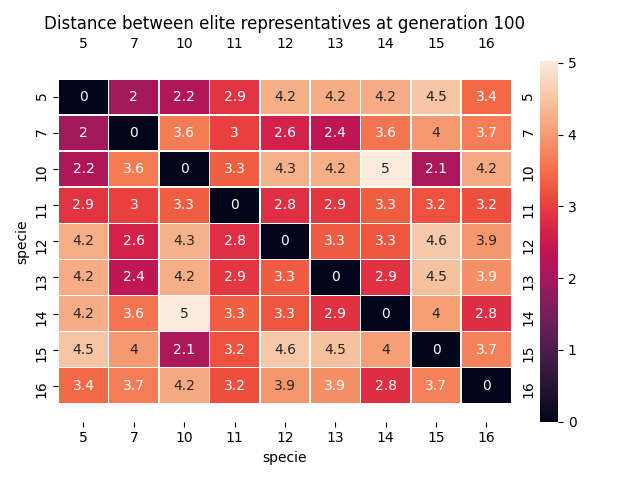 Distance between elite representatives at generation 100
5 7 10 11 12 13 14 15 16
5 0 2 2.2 2.9 4.2 4.2 4.2 4.5 3.4 5
7 2 0 3.6 3 2.6 2.4 3.6 4 3.7 7
10 2.2 3.6 0 3.3 4.3 4.2 5 2.1 4.2 10
11 2.9 3 3.3 0 2.8 2.9 3.3 3.2 3.2 11
12 4.2 2.6 4.3 2.8 0 3.3 3.3 4.6 3.9 12
13 4.2 2.4 4.2 2.9 3.3 0 2.9 4.5 3.9 13
14 4.2 3.6 5 3.3 3.3 2.9 0 4 2.8 14
15 4.5 4 2.1 3.2 4.6 4.5 4 0 3.7 15
16 3.4 3.7 4.2 3.2 3.9 3.9 2.8 3.7 0 16
5 7 10 11 12 13 14 15 16
specie
specie
5
4
3
2
1
0